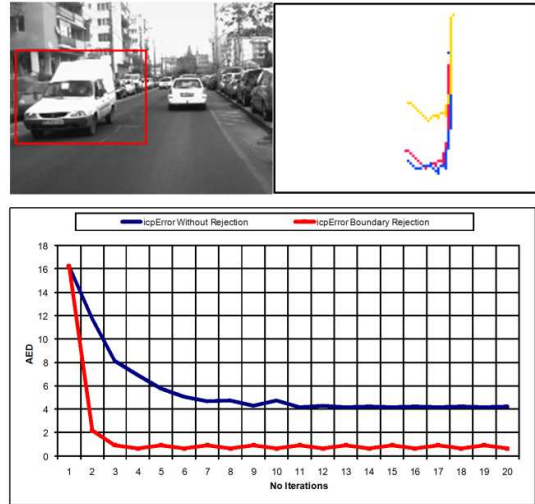 icpError Without Rejection icpError Boundary Rejection
18
16
14
12
10
8
6
4
2
0
AED
1 2 3 4 5 6 7 8 9 10 11 12 13 14 15 16 17 18 19 20
No Iterations